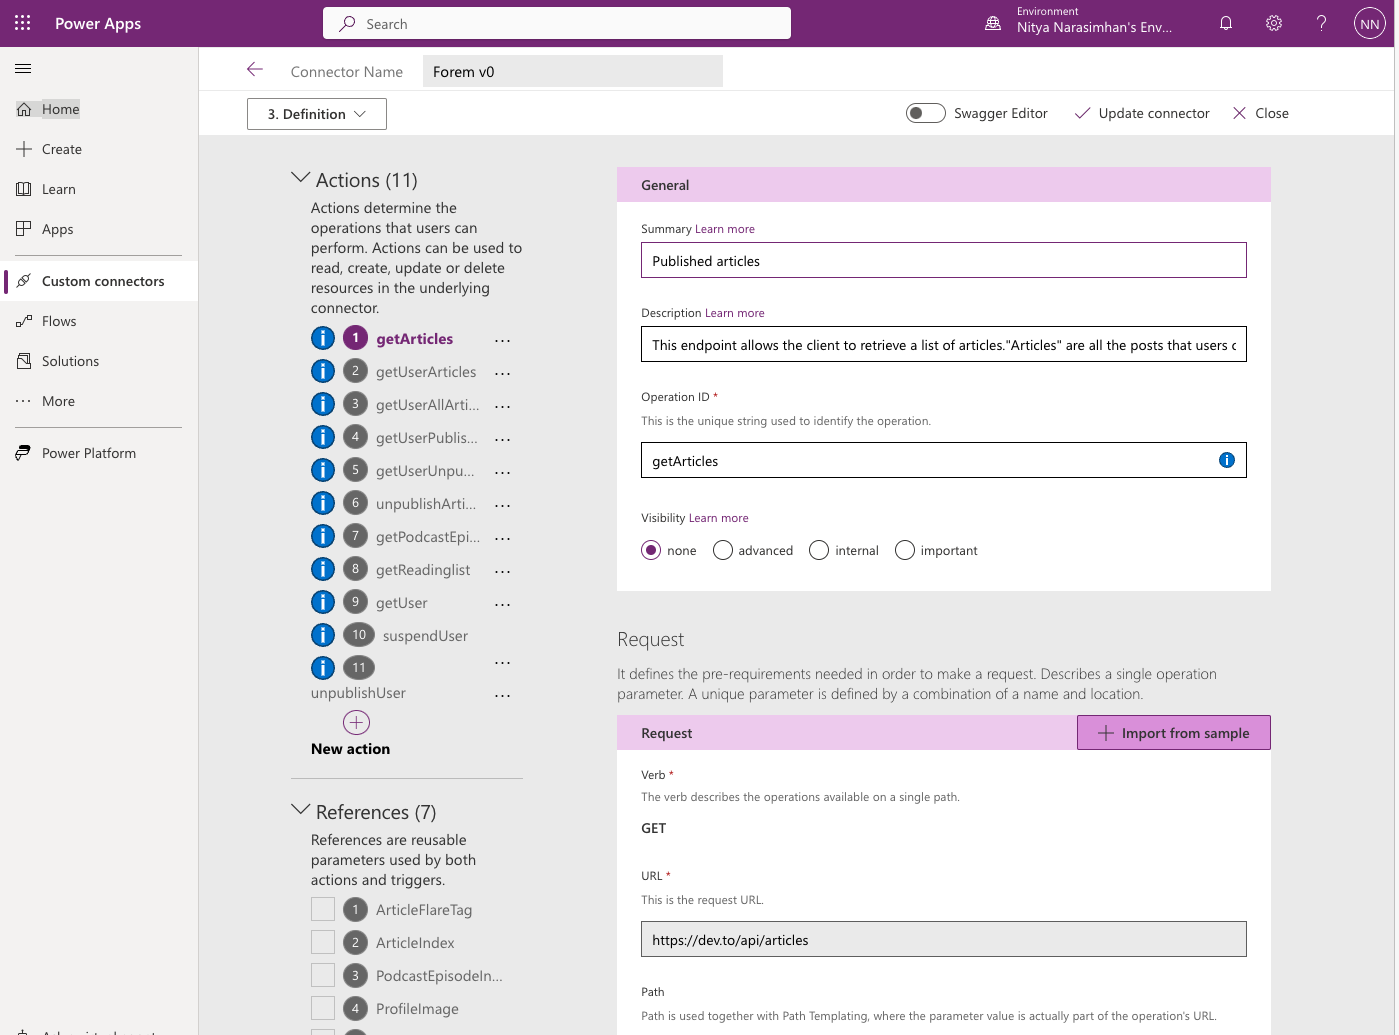 Power Apps
Search
Environment
Nitya Narasimhan's Env...
?
NN
Home
Create
Learn
Apps
Custom connectors
Flows
Solutions
More
Power Platform
Connector Name
Forem v0
3. Definition
Swagger Editor
Update connector
Close
Actions (11)
Actions determine the
operations that users can
perform. Actions can be used to
read, create, update or delete
resources in the underlying
connector.
1 getArticles ...
2 getUserArticles ...
3 getUserAllArti... ...
4 getUserPublis... ...
5 getUserUnpu... ...
6 unpublishArti... ...
7 getPodcastEpi... ...
8 getReadinglist ...
9 getUser ...
10 suspendUser
11 ...
unpublishUser ...
New action
References (7)
References are reusable
parameters used by both
actions and triggers.
1 ArticleFlareTag
2 ArticleIndex
3 PodcastEpisodeIn...
4 ProfileImage
General
Summary Learn more
Published articles
Description Learn more
This endpoint allows the client to retrieve a list of articles."Articles" are all the posts that users
Operation ID *
This is the unique string used to identify the operation.
getArticles
Visibility Learn more
none advanced internal important
Request
It defines the pre-requirements needed in order to make a request. Describes a single operation
parameter. A unique parameter is defined by a combination of a name and location.
Request
Import from sample
Verb *
The verb describes the operations available on a single path.
GET
URL *
This is the request URL.
https://dev.to/api/articles
Path
Path is used together with Path Templating, where the parameter value is actually part of the operation's URL.